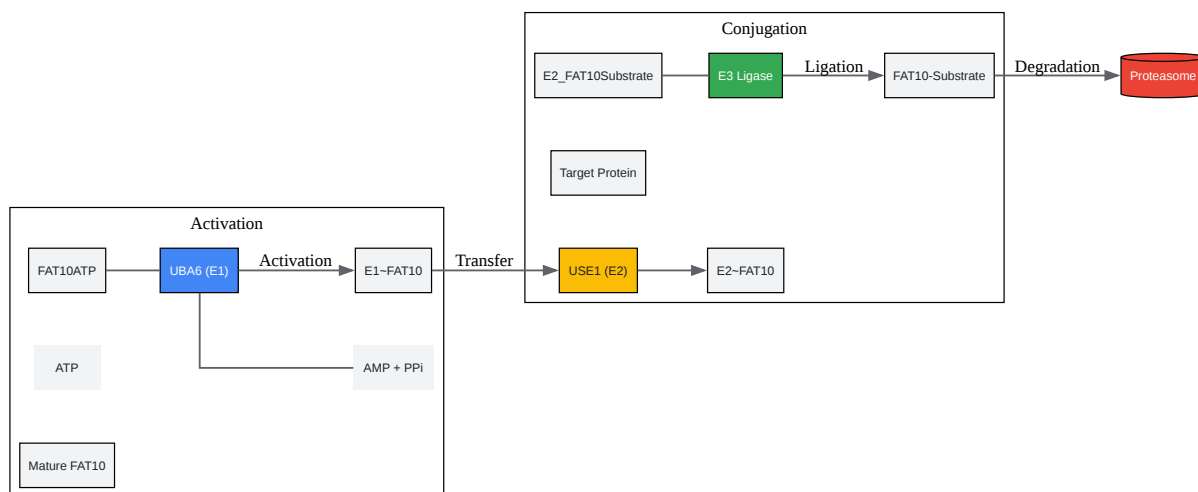 Conjugation
E2_FAT10Substrate
E3 Ligase
Ligation
FAT10-Substrate
Degradation
Proteasome
Target Protein
Activation
FAT10ATP
UBA6 (E1)
Activation
E1~FAT10
Transfer
USE1 (E2)
E2~FAT10
ATP
AMP + PPi
Mature FAT10